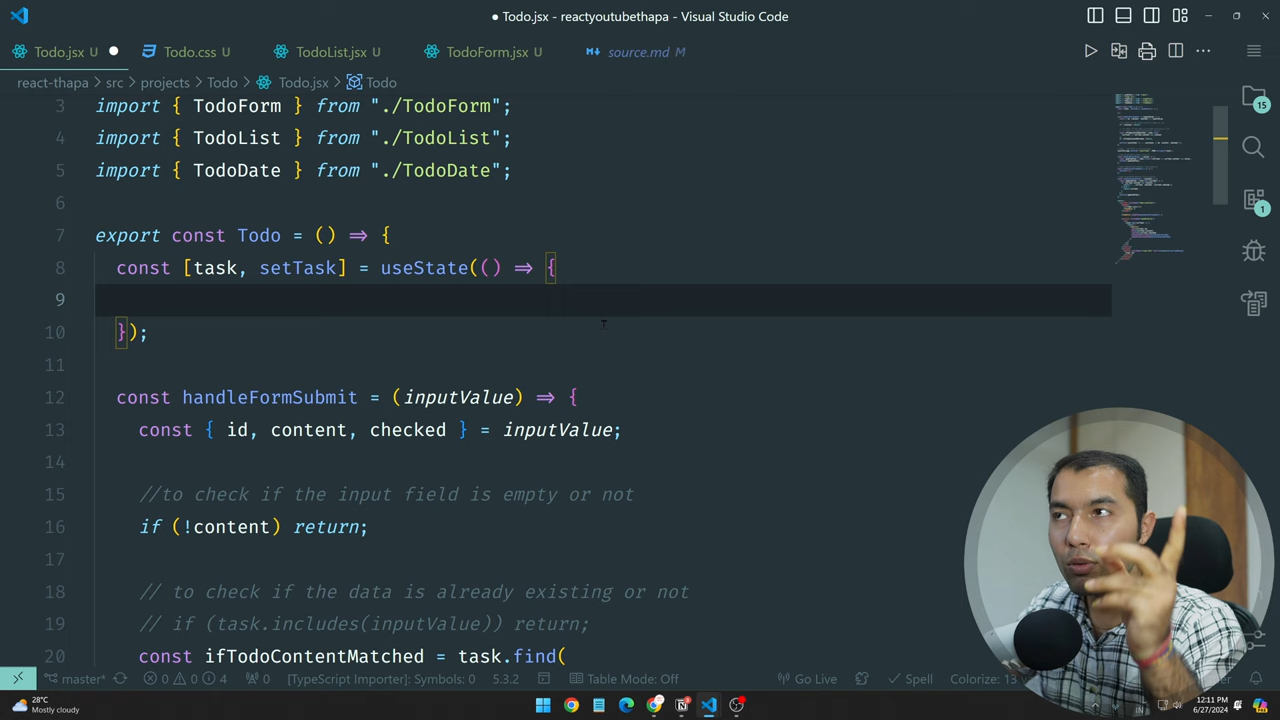 Todo.jsx - reactyoutubethapa - Visual Studio Code
Todo.jsx U
Todo.css U
TodoList.jsx U
TodoForm.jsx U
source.md M
react-thapa > src > projects > Todo > Todo.jsx > Todo
3 import { TodoForm } from "./TodoForm";
4 import { TodoList } from "./TodoList";
5 import { TodoDate } from "./TodoDate";
6
7 export const Todo = () => {
8 const [task, setTask] = useState(() => {
9
10 });
11
12 const handleFormSubmit = (inputValue) => {
13 const { id, content, checked } = inputValue;
14
15 //to check if the input field is empty or not
16 if (!content) return;
17
18 // to check if the data is already existing or not
19 // if (task.includes(inputValue)) return;
20 const ifTodoContentMatched = task.find(
15
1
master* 0 0 4 0 [TypeScript Importer]: Symbols: 0 5.3.2 Table Mode: Off Go Live Spell Colorize: 13
28°C
Mostly cloudy
IN
12:11 PM
6/27/2024